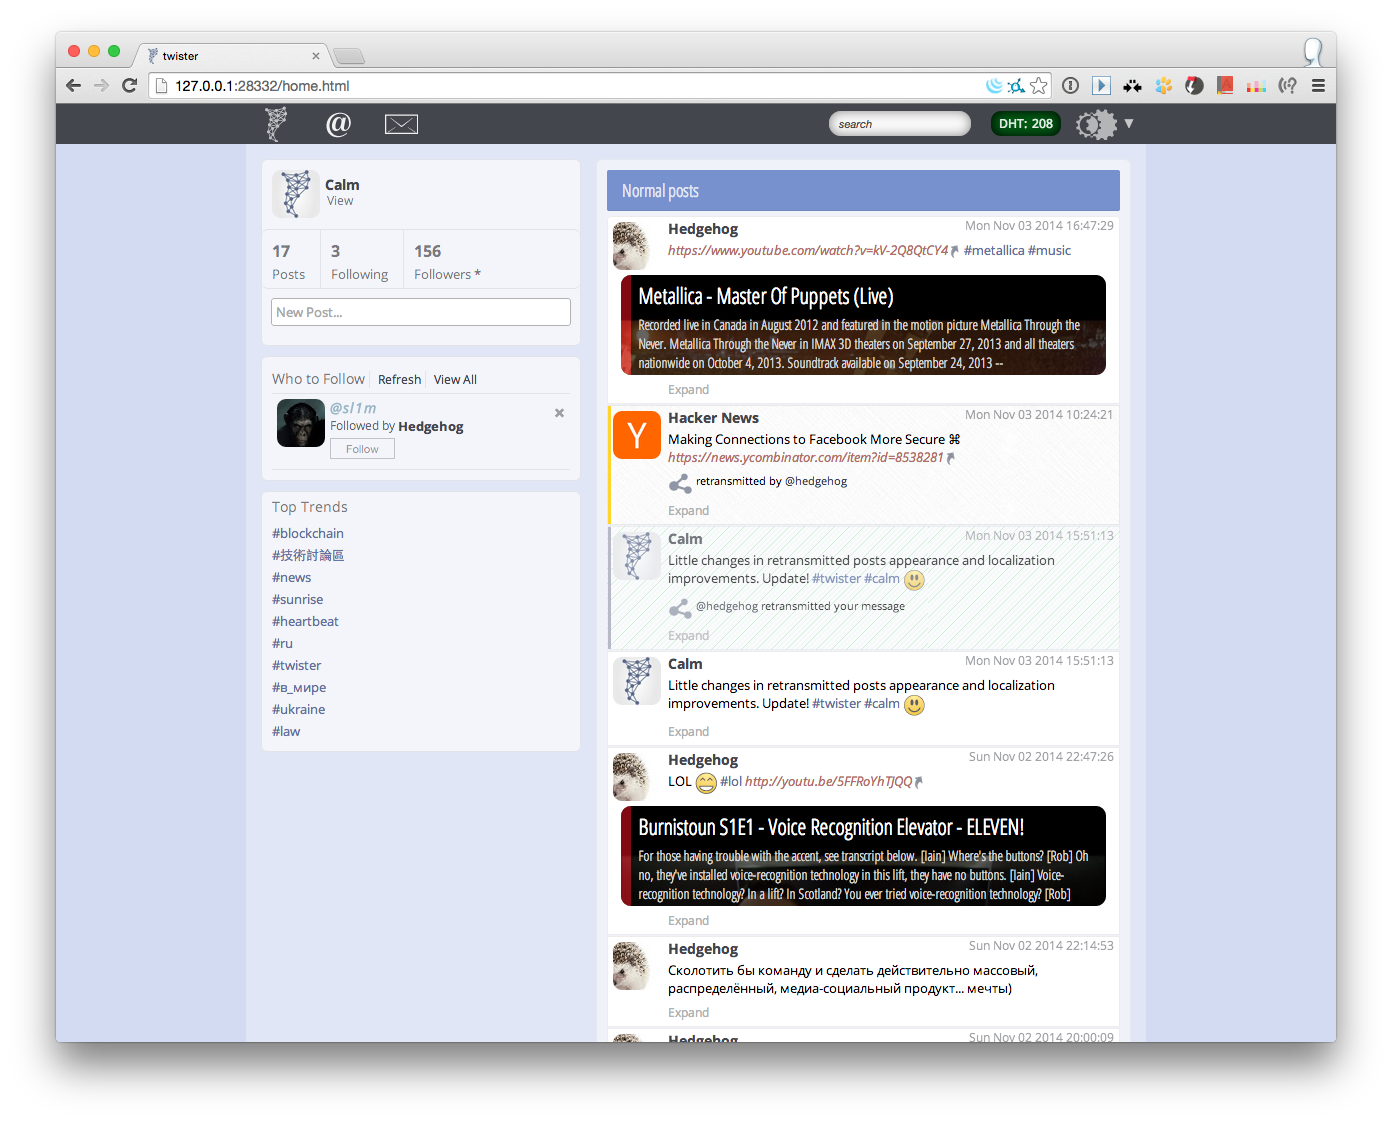 twister
127.0.0.1:28332/home.html
@
search
DHT: 208
Calm
View
17
Posts
3
Following
156
Followers *
New Post...
Who to Follow
Refresh
View All
@sl1m
Followed by Hedgehog
Follow
Top Trends
#blockchain
#技術討論區
#news
#sunrise
#heartbeat
#ru
#twister
#в_мире
#ukraine
#law
Normal posts
Hedgehog
Mon Nov 03 2014 16:47:29
https://www.youtube.com/watch?v=kV-2Q8QtCY4 #metallica #music
Metallica - Master Of Puppets (Live)
Recorded live in Canada in August 2012 and featured in the motion picture Metallica Through the
Never. Metallica Through the Never in IMAX 3D theaters on September 27, 2013 and all theaters
nationwide on October 4, 2013. Soundtrack available on September 24, 2013 --
Expand
Y
Hacker News
Mon Nov 03 2014 10:24:21
Making Connections to Facebook More Secure ⌘
https://news.ycombinator.com/item?id=8538281
retransmitted by @hedgehog
Expand
Calm
Mon Nov 03 2014 15:51:13
Little changes in retransmitted posts appearance and localization
improvements. Update! #twister #calm
@hedgehog retransmitted your message
Expand
Calm
Mon Nov 03 2014 15:51:13
Little changes in retransmitted posts appearance and localization
improvements. Update! #twister #calm
Expand
Hedgehog
Sun Nov 02 2014 22:47:26
LOL #lol http://youtu.be/5FFRoYhTJQQ
Burnistoun S1E1 - Voice Recognition Elevator - ELEVEN!
For those having trouble with the accent, see transcript below. [Iain] Where's the buttons? [Rob] Oh
no, they've installed voice-recognition technology in this lift, they have no buttons. [Iain] Voice-
recognition technology? In a lift? In Scotland? You ever tried voice-recognition technology? [Rob]
Expand
Hedgehog
Sun Nov 02 2014 22:14:53
Сколотить бы команду и сделать действительно массовый,
распределённый, медиа-социальный продукт... мечты)
Expand
Hedgehog
Sun Nov 02 2014 20:00:09